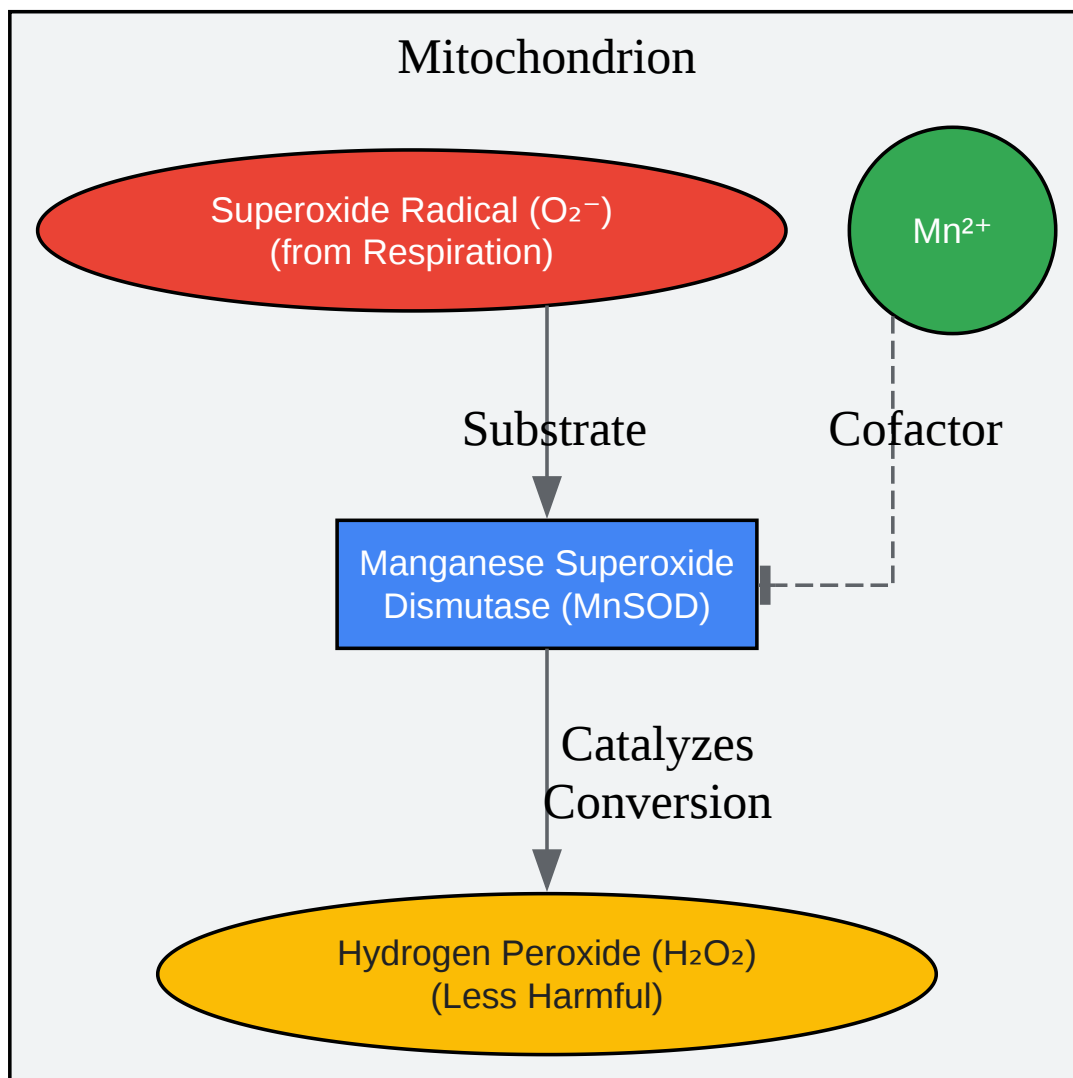 Mitochondrion
Superoxide Radical (O₂⁻)
(from Respiration)
Mn²⁺
Substrate
Cofactor
Manganese Superoxide
Dismutase (MnSOD)
Catalyzes
Conversion
Hydrogen Peroxide (H₂O₂)
(Less Harmful)